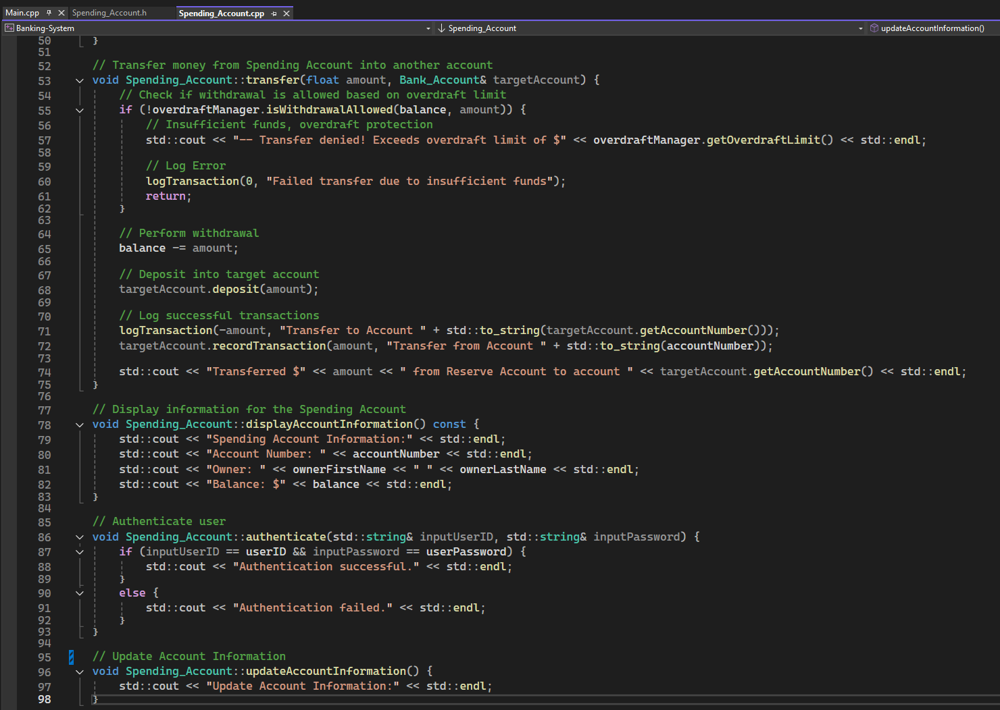 Main.cpp
Spending_Account.h
Spending_Account.cpp
Banking-System
Spending_Account
updateAccountInformation()
50 }
51
52 // Transfer money from Spending Account into another account
53 void Spending_Account::transfer(float amount, Bank_Account& targetAccount) {
54 // Check if withdrawal is allowed based on overdraft limit
55 if (!overdraftManager.isWithdrawalAllowed(balance, amount)) {
56 // Insufficient funds, overdraft protection
57 std::cout << "-- Transfer denied! Exceeds overdraft limit of $" << overdraftManager.getOverdraftLimit() << std::endl;
58
59 // Log Error
60 logTransaction(0, "Failed transfer due to insufficient funds");
61 return;
62 }
63
64 // Perform withdrawal
65 balance -= amount;
66
67 // Deposit into target account
68 targetAccount.deposit(amount);
69
70 // Log successful transactions
71 logTransaction(-amount, "Transfer to Account " + std::to_string(targetAccount.getAccountNumber()));
72 targetAccount.recordTransaction(amount, "Transfer from Account " + std::to_string(accountNumber));
73
74 std::cout << "Transferred $" << amount << " from Reserve Account to account " << targetAccount.getAccountNumber() << std::endl;
75 }
76
77 // Display information for the Spending Account
78 void Spending_Account::displayAccountInformation() const {
79 std::cout << "Spending Account Information:" << std::endl;
80 std::cout << "Account Number: " << accountNumber << std::endl;
81 std::cout << "Owner: " << ownerFirstName << " " << ownerLastName << std::endl;
82 std::cout << "Balance: $" << balance << std::endl;
83 }
84
85 // Authenticate user
86 void Spending_Account::authenticate(std::string& inputUserID, std::string& inputPassword) {
87 if (inputUserID == userID && inputPassword == userPassword) {
88 std::cout << "Authentication successful." << std::endl;
89 }
90 else {
91 std::cout << "Authentication failed." << std::endl;
92 }
93 }
94
95 // Update Account Information
96 void Spending_Account::updateAccountInformation() {
97 std::cout << "Update Account Information:" << std::endl;
98 }